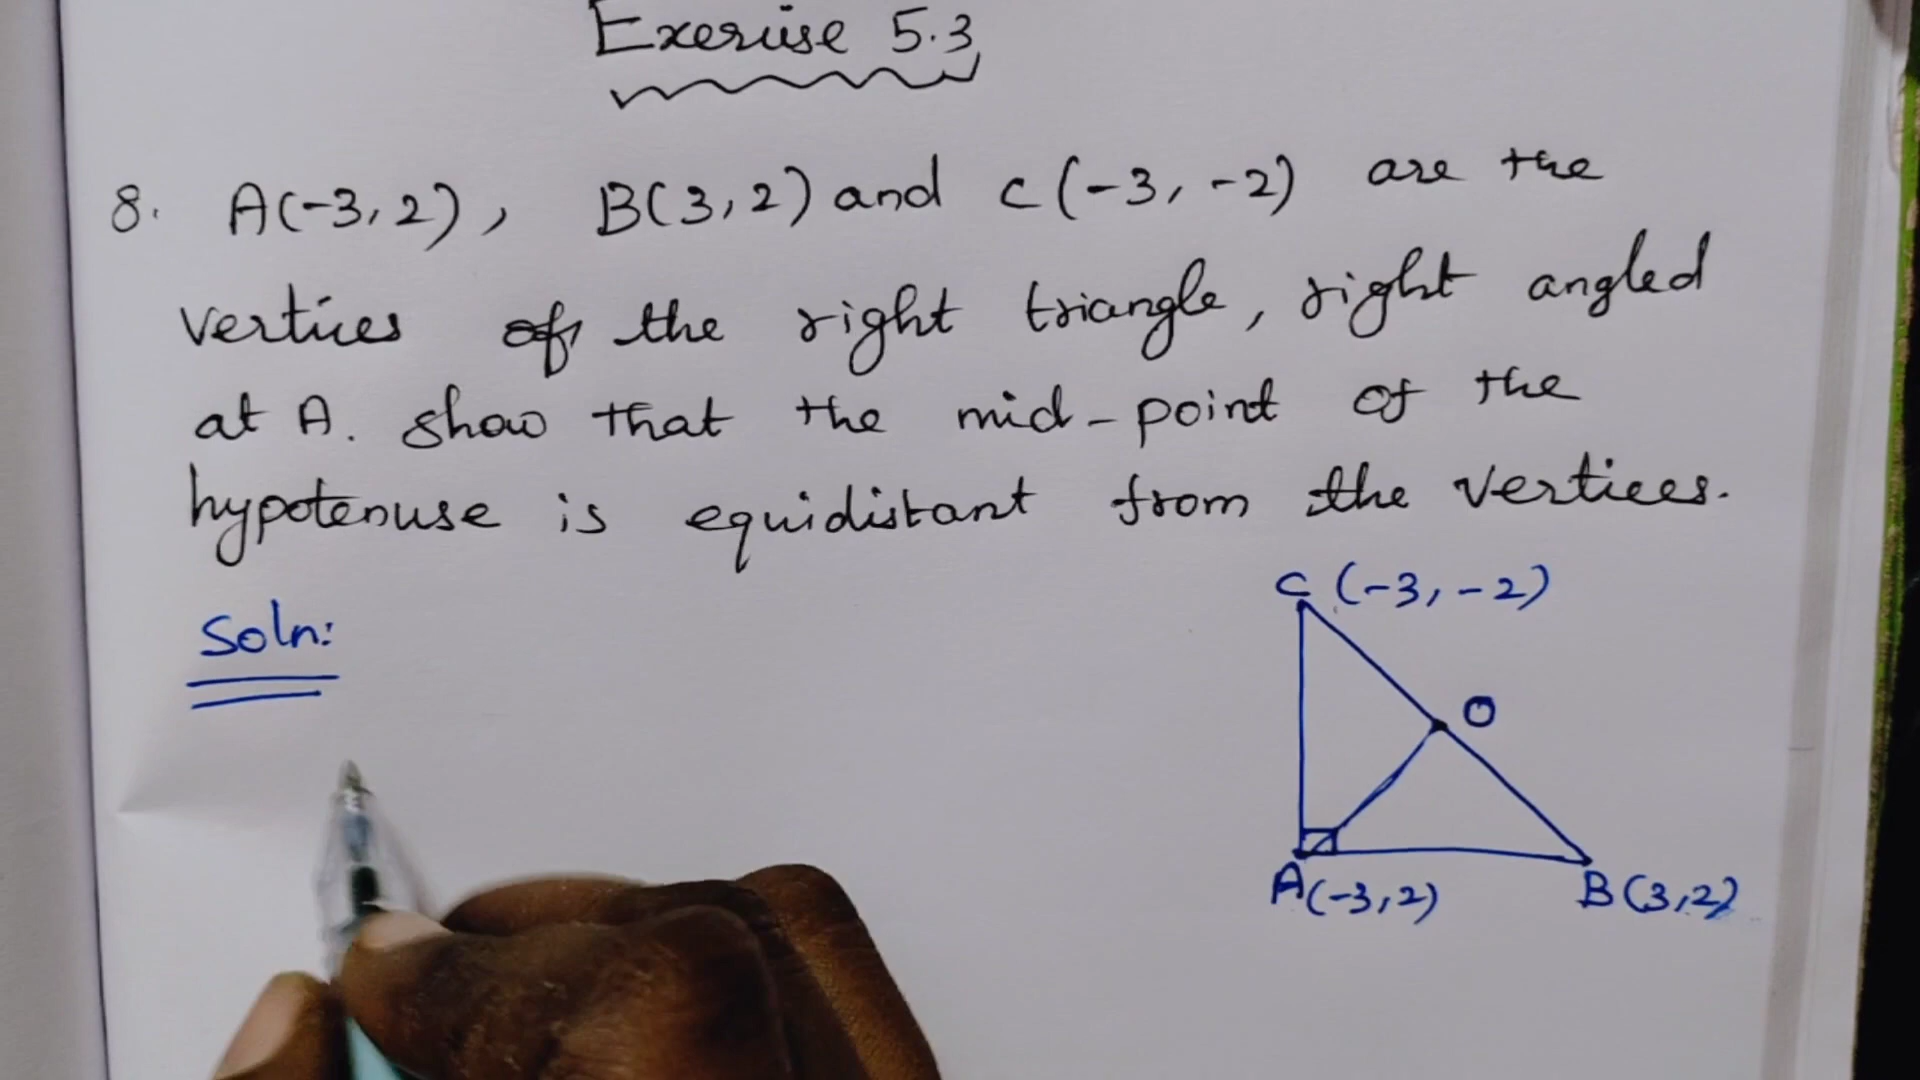 Exercise 5.3
8. A(-3,2), B(3,2) and C(-3,-2) are the
vertices of the right triangle, right angled
at A. show that the mid-point of the
hypotenuse is equidistant from the vertices.
Soln:
C (-3,-2)
O
A(-3,2)
B(3,2)